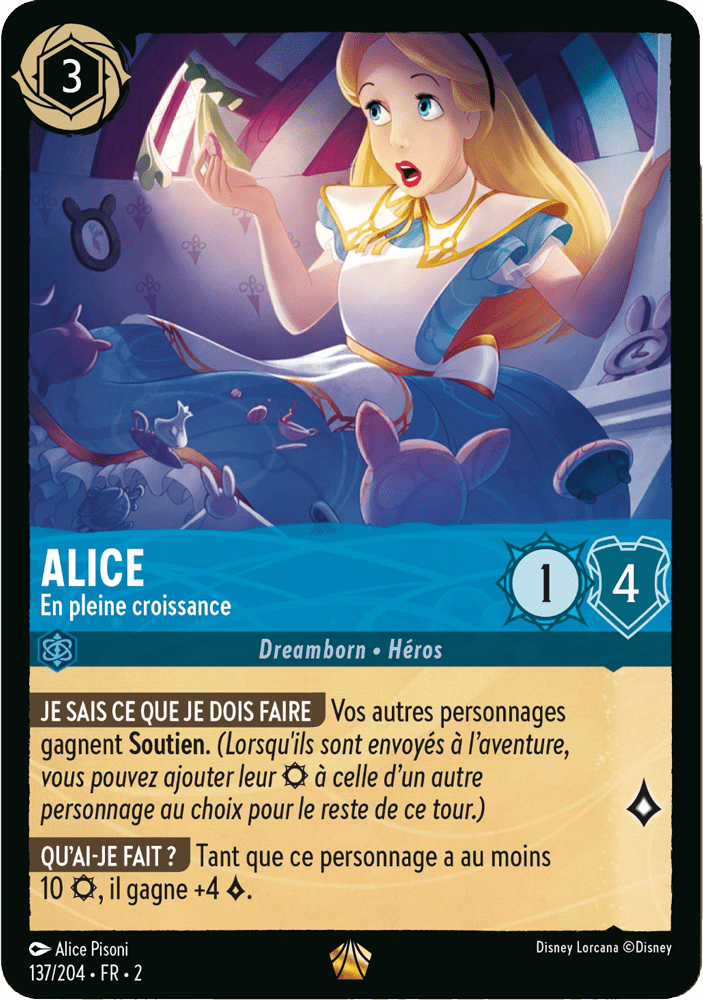 3
ALICE
En pleine croissance
1
4
Dreamborn • Héros
JE SAIS CE QUE JE DOIS FAIRE Vos autres personnages
gagnent Soutien. (Lorsqu'ils sont envoyés à l’aventure,
vous pouvez ajouter leur à celle d’un autre
personnage au choix pour le reste de ce tour.)
QU’AI-JE FAIT ? Tant que ce personnage a au moins
10 , il gagne +4 .
Alice Pisoni
Disney Lorcana ©Disney
137/204 • FR • 2